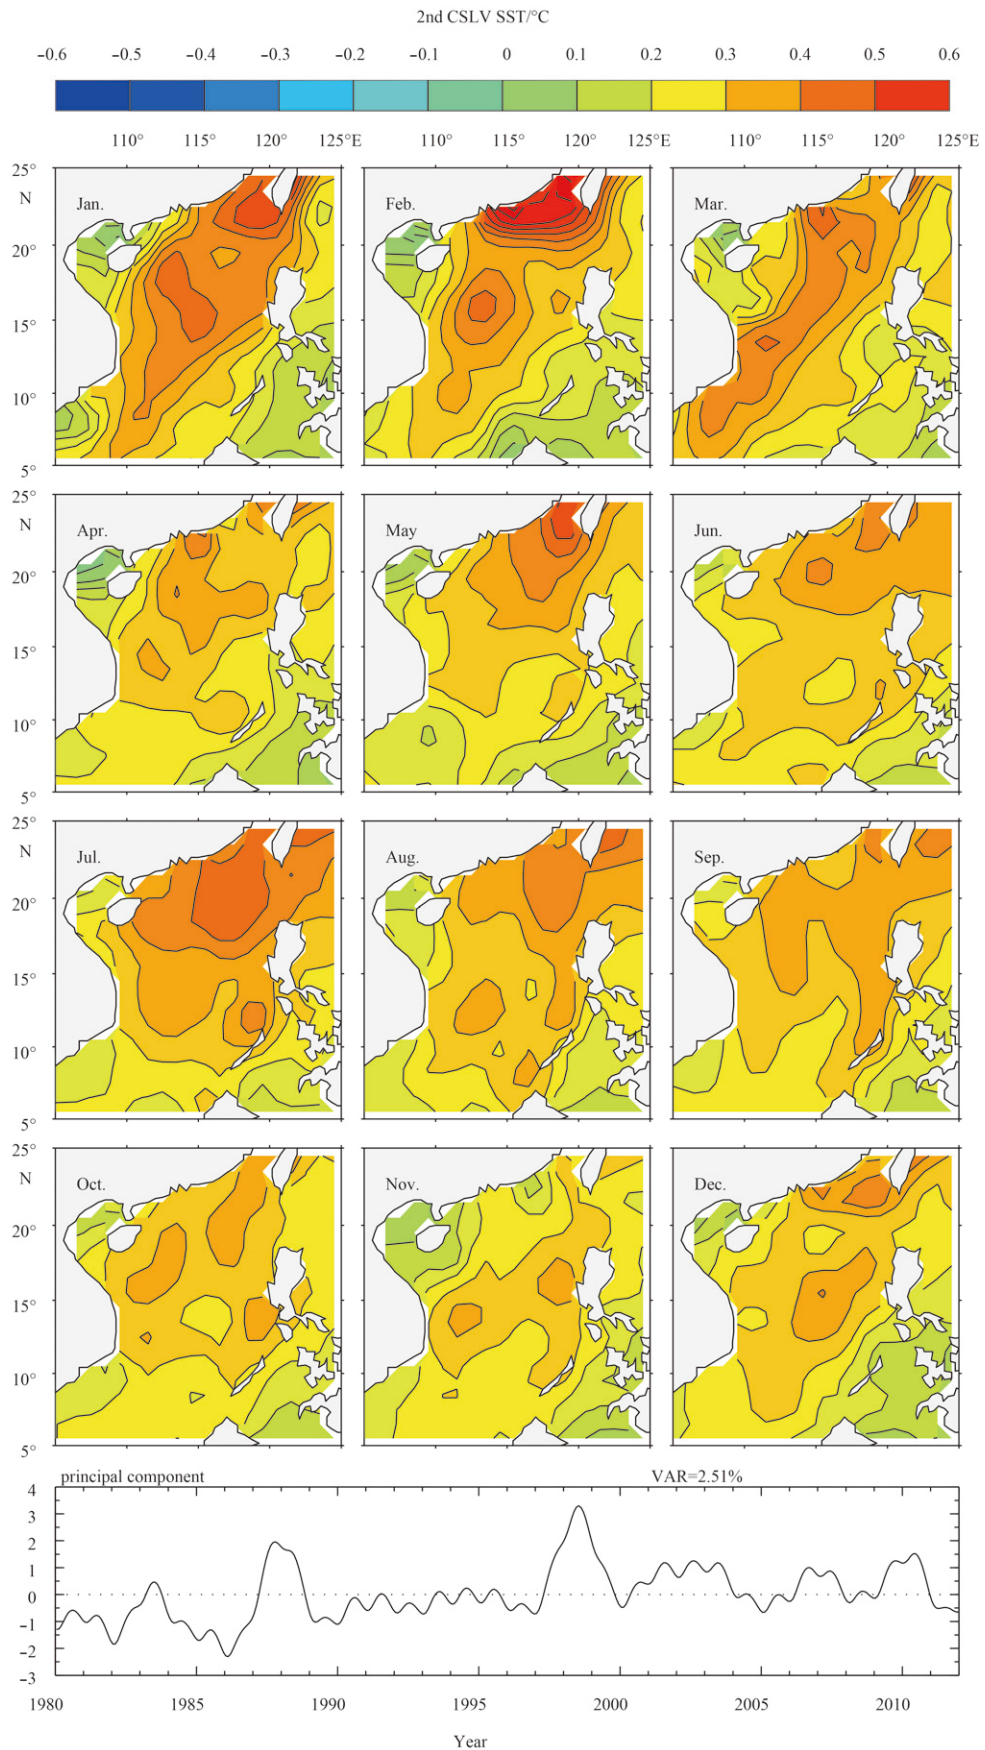 2nd CSLV SST/°C
−0.6 −0.5 −0.4 −0.3 −0.2 −0.1 0 0.1 0.2 0.3 0.4 0.5 0.6
110° 115° 120° 125°E 110° 115° 120° 125°E 110° 115° 120° 125°E
25°
N
Jan. Feb. Mar.
20°
15°
10°
5°
25°
N
Apr. May Jun.
20°
15°
10°
5°
25°
N
Jul. Aug. Sep.
20°
15°
10°
5°
25°
N
Oct. Nov. Dec.
20°
15°
10°
5°
principal component VAR=2.51%
4
3
2
1
0
−1
−2
−3
1980 1985 1990 1995 2000 2005 2010
Year